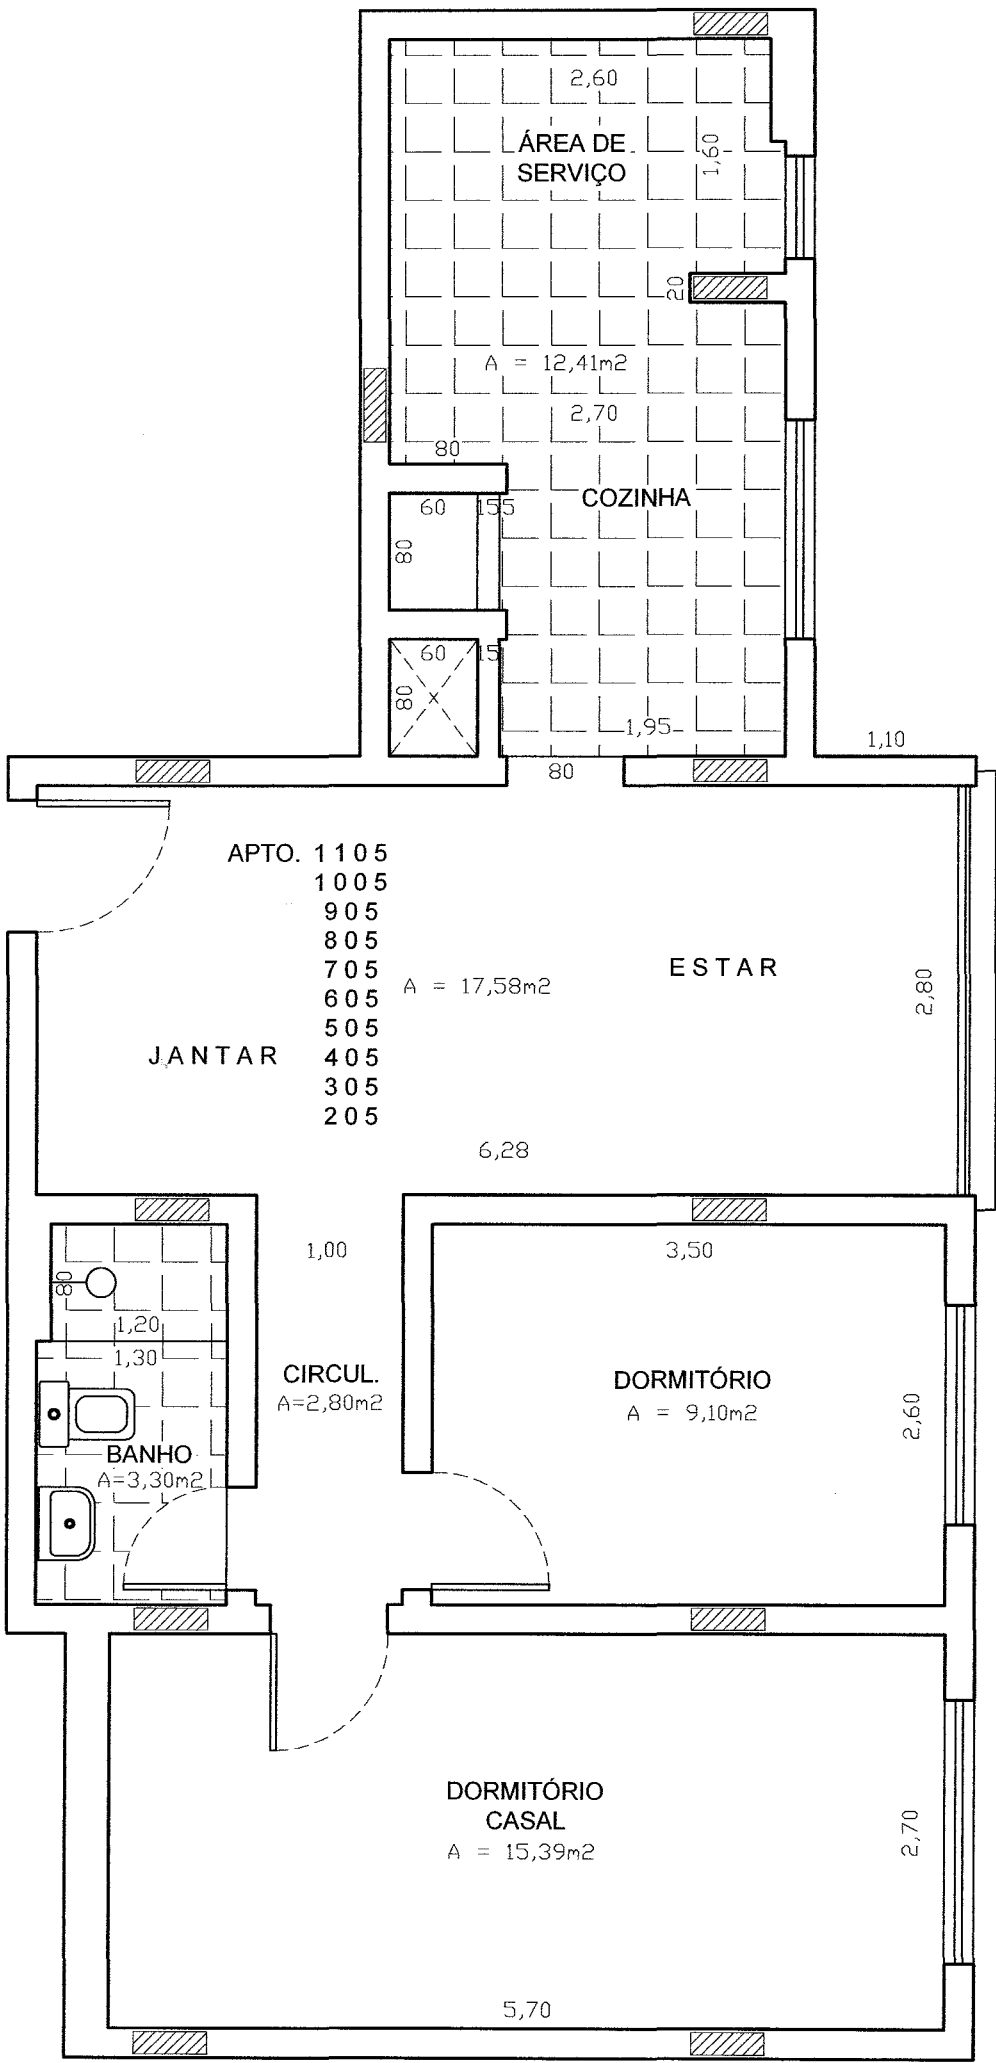 2,60
ÁREA DE
SERVIÇO
1,60
20
A = 12,41m2
2,70
80
COZINHA
60 155
80
60 15
80
1,95
1,10
80
APTO. 1105
1005
905
805
705
605
505
405
305
205
A = 17,58m2
ESTAR
2,80
JANTAR
6,28
1,00
3,50
80
1,20
1,30
CIRCUL.
A=2,80m2
DORMITÓRIO
A = 9,10m2
2,60
BANHO
A=3,30m2
DORMITÓRIO
CASAL
A = 15,39m2
2,70
5,70